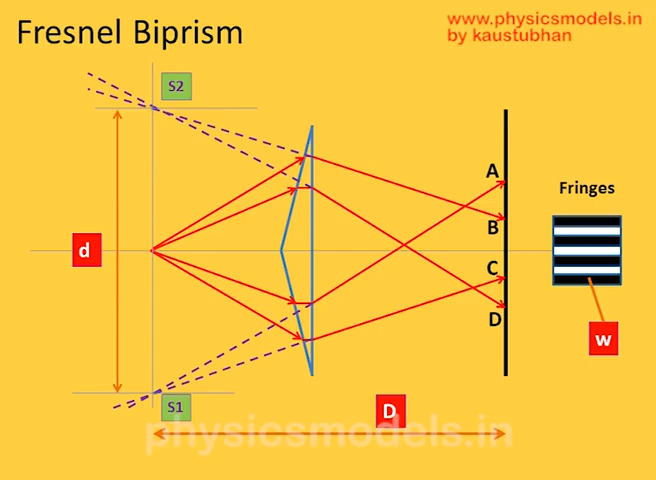 Fresnel Biprism
www.physicsmodels.in
by kaustubhan
S2
A
Fringes
B
d
C
D
w
S1
D
physicsmodels.in